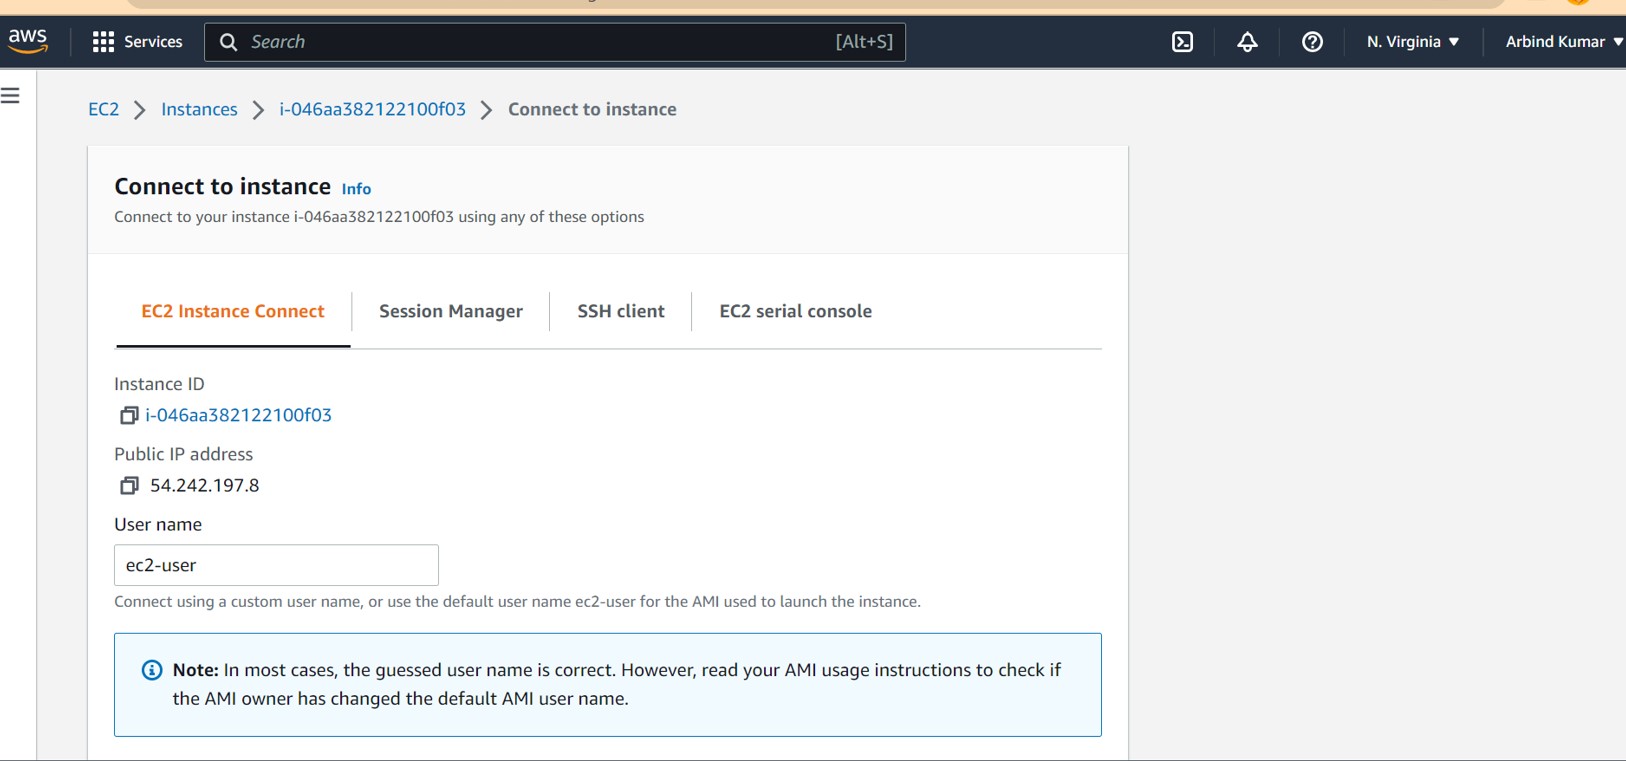 aws
Services
Search
[Alt+S]
N. Virginia
Arbind Kumar
EC2
Instances
i-046aa382122100f03
Connect to instance
Connect to instance Info
Connect to your instance i-046aa382122100f03 using any of these options
EC2 Instance Connect
Session Manager
SSH client
EC2 serial console
Instance ID
i-046aa382122100f03
Public IP address
54.242.197.8
User name
ec2-user
Connect using a custom user name, or use the default user name ec2-user for the AMI used to launch the instance.
Note: In most cases, the guessed user name is correct. However, read your AMI usage instructions to check if
the AMI owner has changed the default AMI user name.